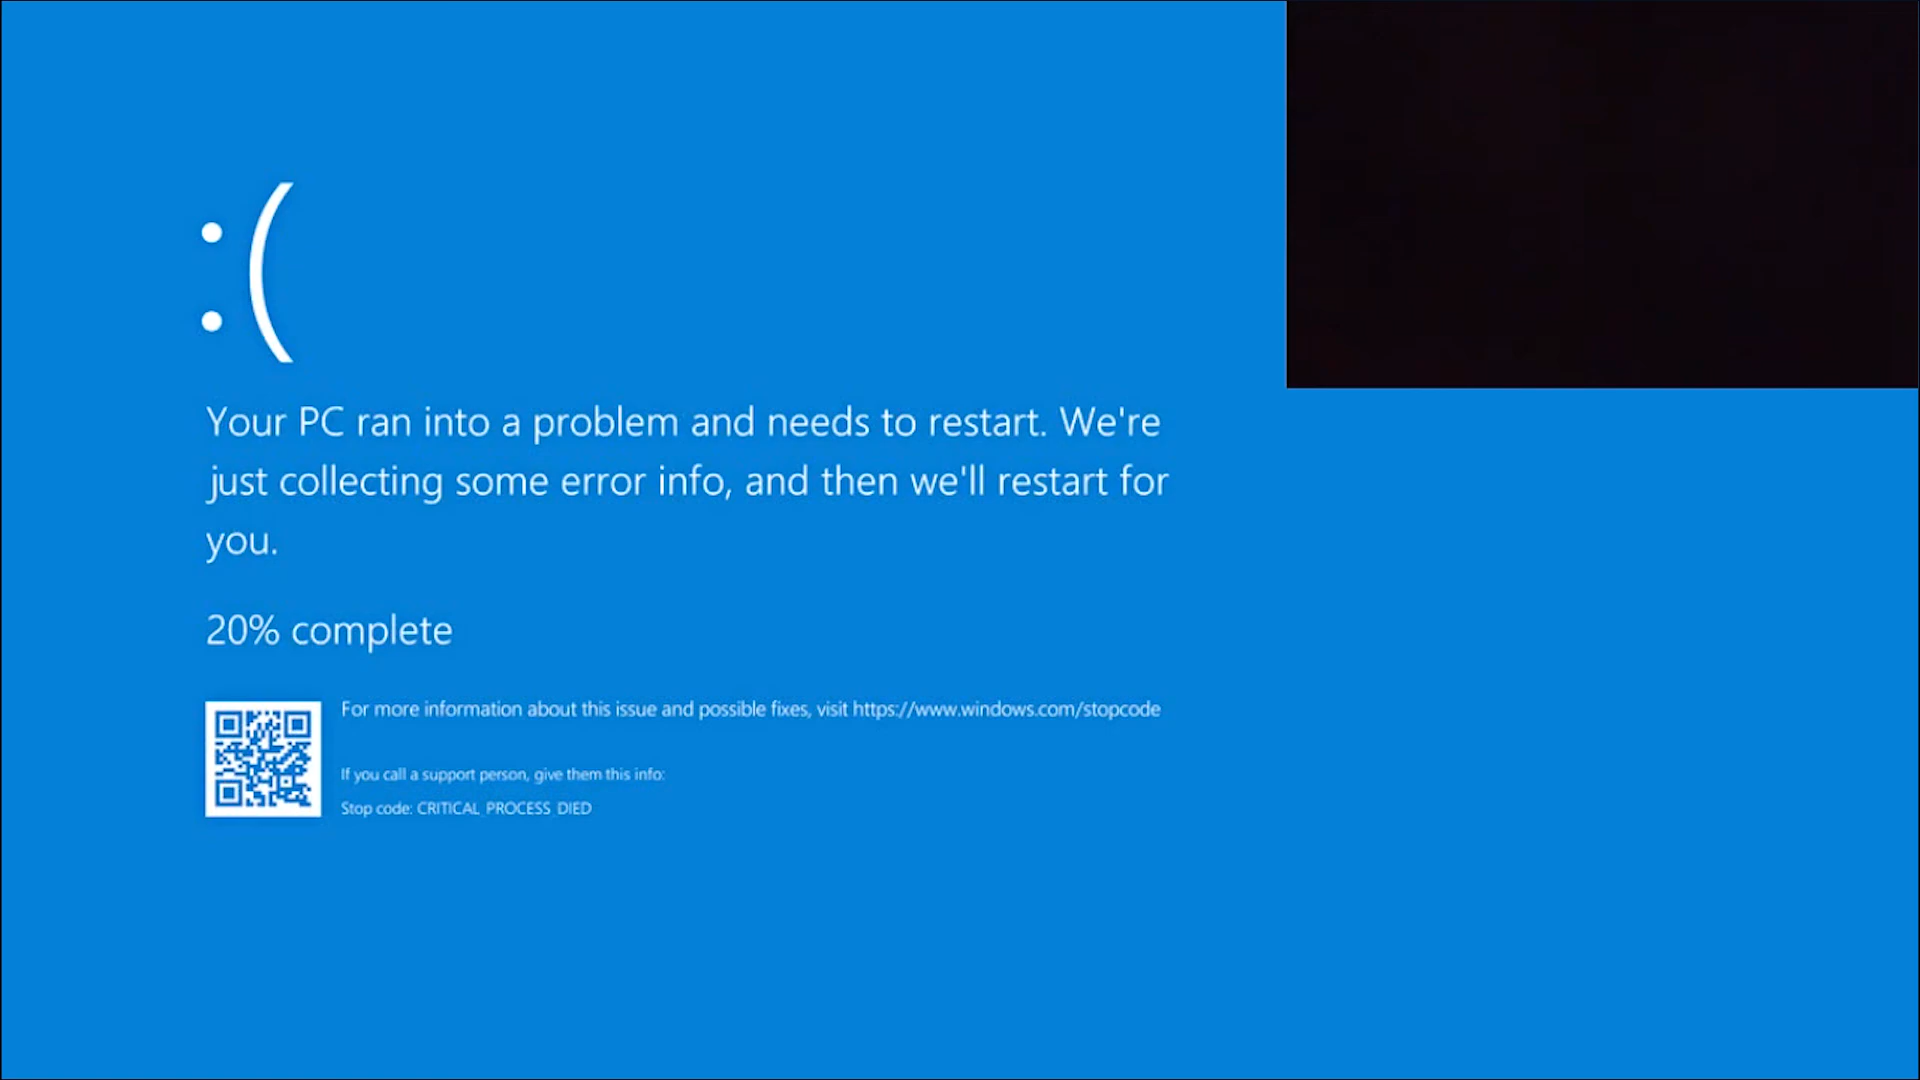 :(
Your PC ran into a problem and needs to restart. We're
just collecting some error info, and then we'll restart for
you.
20% complete
For more information about this issue and possible fixes, visit https://www.windows.com/stopcode
If you call a support person, give them this info:
Stop code: CRITICAL_PROCESS_DIED